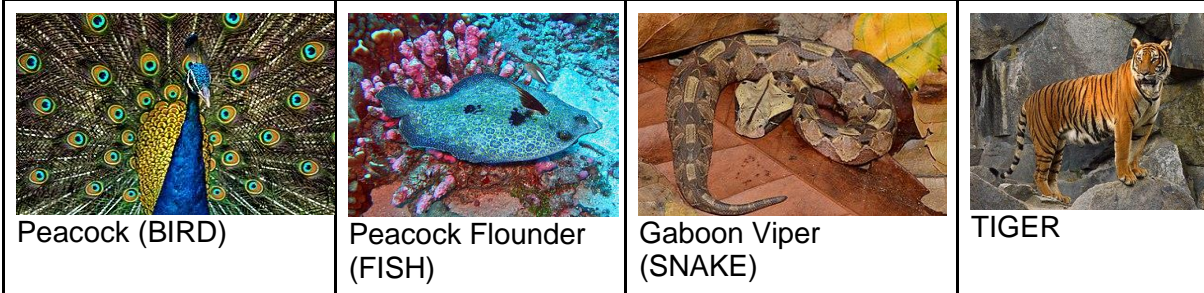 Peacock (BIRD)
Peacock Flounder
(FISH)
Gaboon Viper
(SNAKE)
TIGER